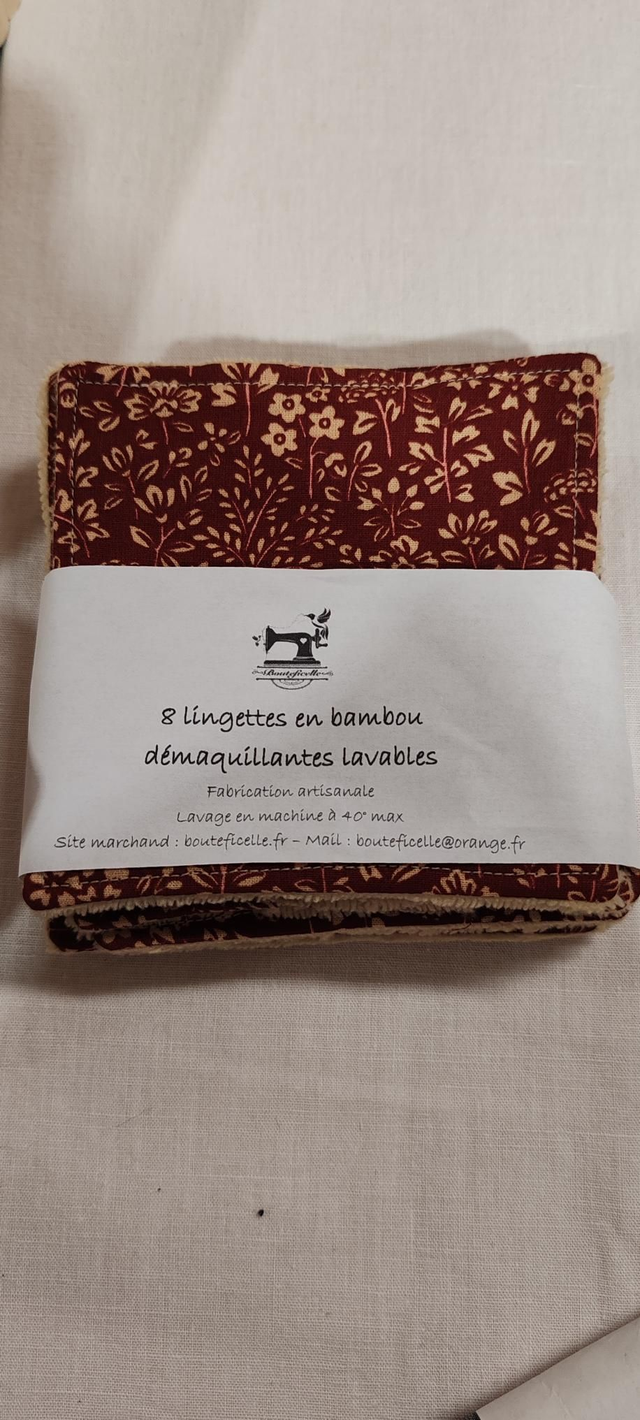 Bouteficelle
8 lingettes en bambou
démaquillantes lavables
Fabrication artisanale
Lavage en machine à 40° max
Site marchand : bouteficelle.fr – Mail : bouteficelle@orange.fr